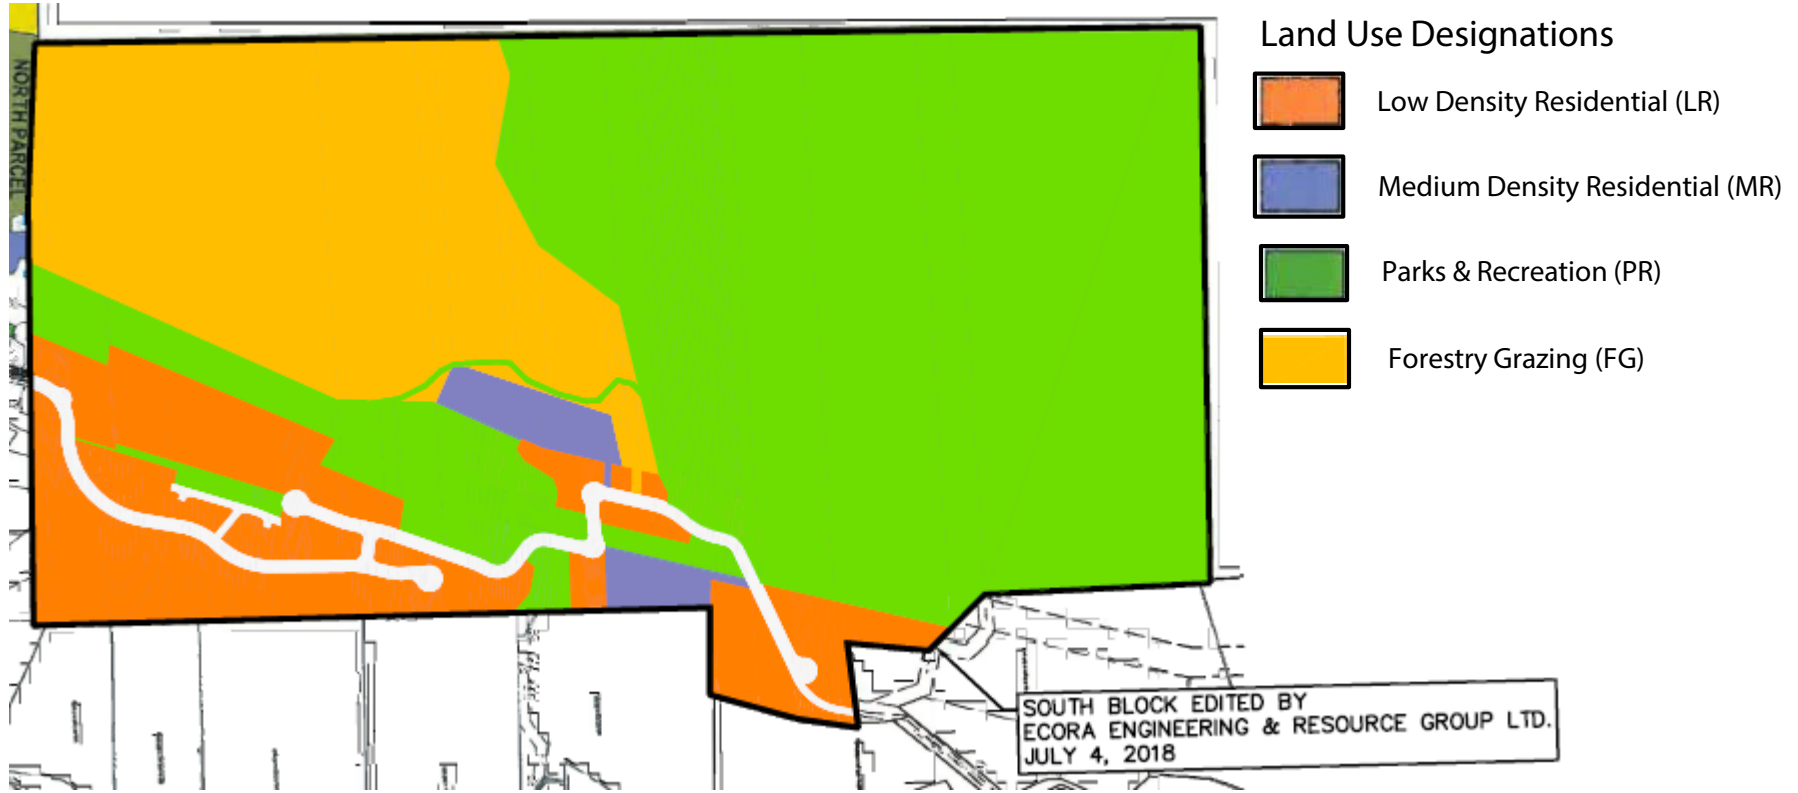 NORTH PARCEL
Land Use Designations
Low Density Residential (LR)
Medium Density Residential (MR)
Parks & Recreation (PR)
Forestry Grazing (FG)
SOUTH BLOCK EDITED BY
ECORA ENGINEERING & RESOURCE GROUP LTD.
JULY 4, 2018